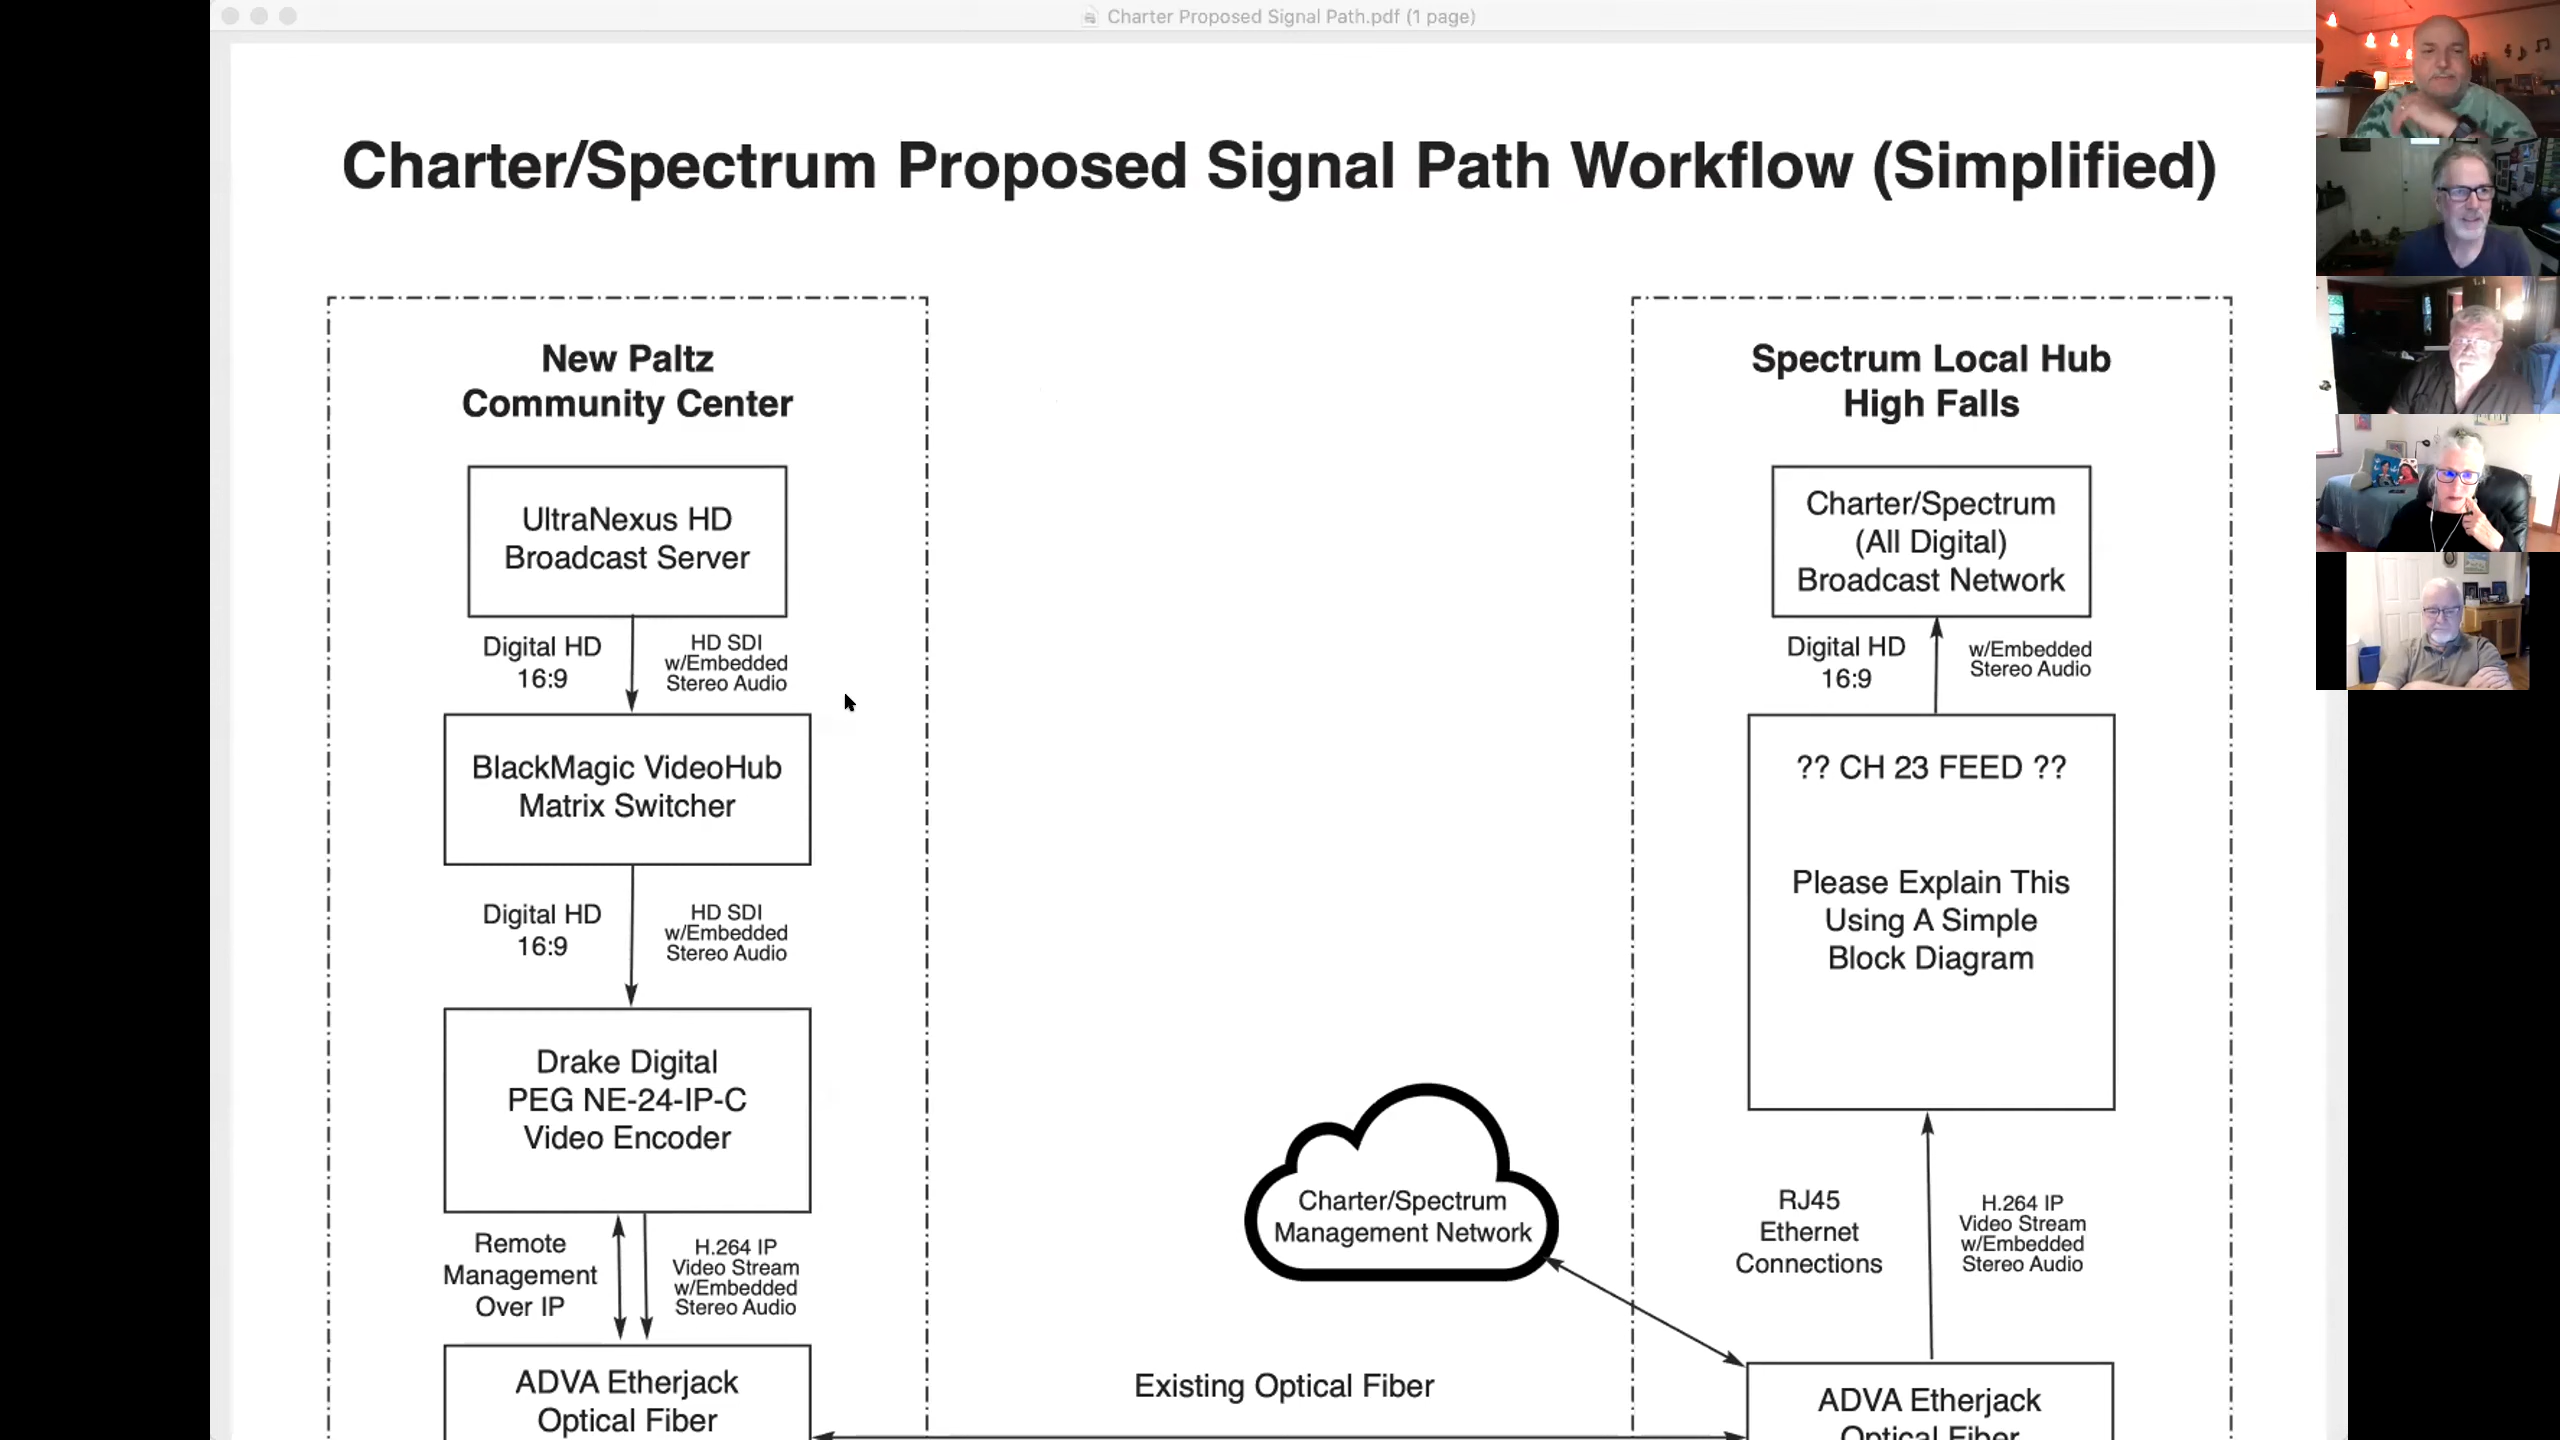 Charter Proposed Signal Path.pdf (1 page)
Charter/Spectrum Proposed Signal Path Workflow (Simplified)
New Paltz
Community Center
UltraNexus HD
Broadcast Server
Digital HD
16:9
HD SDI
w/Embedded
Stereo Audio
BlackMagic VideoHub
Matrix Switcher
Digital HD
16:9
HD SDI
w/Embedded
Stereo Audio
Drake Digital
PEG NE-24-IP-C
Video Encoder
Remote
Management
Over IP
H.264 IP
Video Stream
w/Embedded
Stereo Audio
ADVA Etherjack
Optical Fiber
Charter/Spectrum
Management Network
Existing Optical Fiber
Spectrum Local Hub
High Falls
Charter/Spectrum
(All Digital)
Broadcast Network
Digital HD
16:9
w/Embedded
Stereo Audio
?? CH 23 FEED ??
Please Explain This
Using A Simple
Block Diagram
RJ45
Ethernet
Connections
H.264 IP
Video Stream
w/Embedded
Stereo Audio
ADVA Etherjack
Optical Fiber